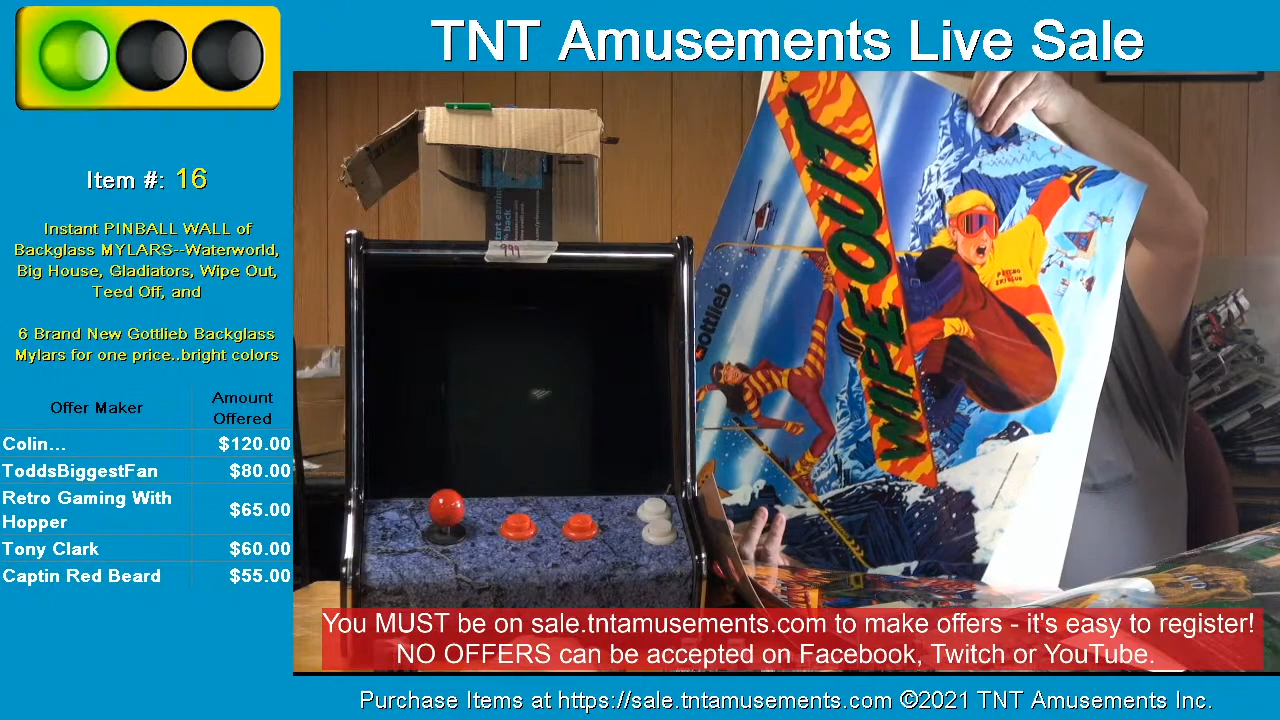 TNT Amusements Live Sale
Item #: 16
Instant PINBALL WALL of
Backglass MYLARS--Waterworld,
Big House, Gladiators, Wipe Out,
Teed Off, and
6 Brand New Gottlieb Backglass
Mylars for one price..bright colors
Offer Maker
Amount
Offered
Colin... $120.00
ToddsBiggestFan $80.00
Retro Gaming With
Hopper $65.00
Tony Clark $60.00
Captin Red Beard $55.00
999
WIPE OUT
Gottlieb
PSYCHO
SKI CLUB
You MUST be on sale.tntamusements.com to make offers - it's easy to register!
NO OFFERS can be accepted on Facebook, Twitch or YouTube.
Purchase Items at https://sale.tntamusements.com ©2021 TNT Amusements Inc.